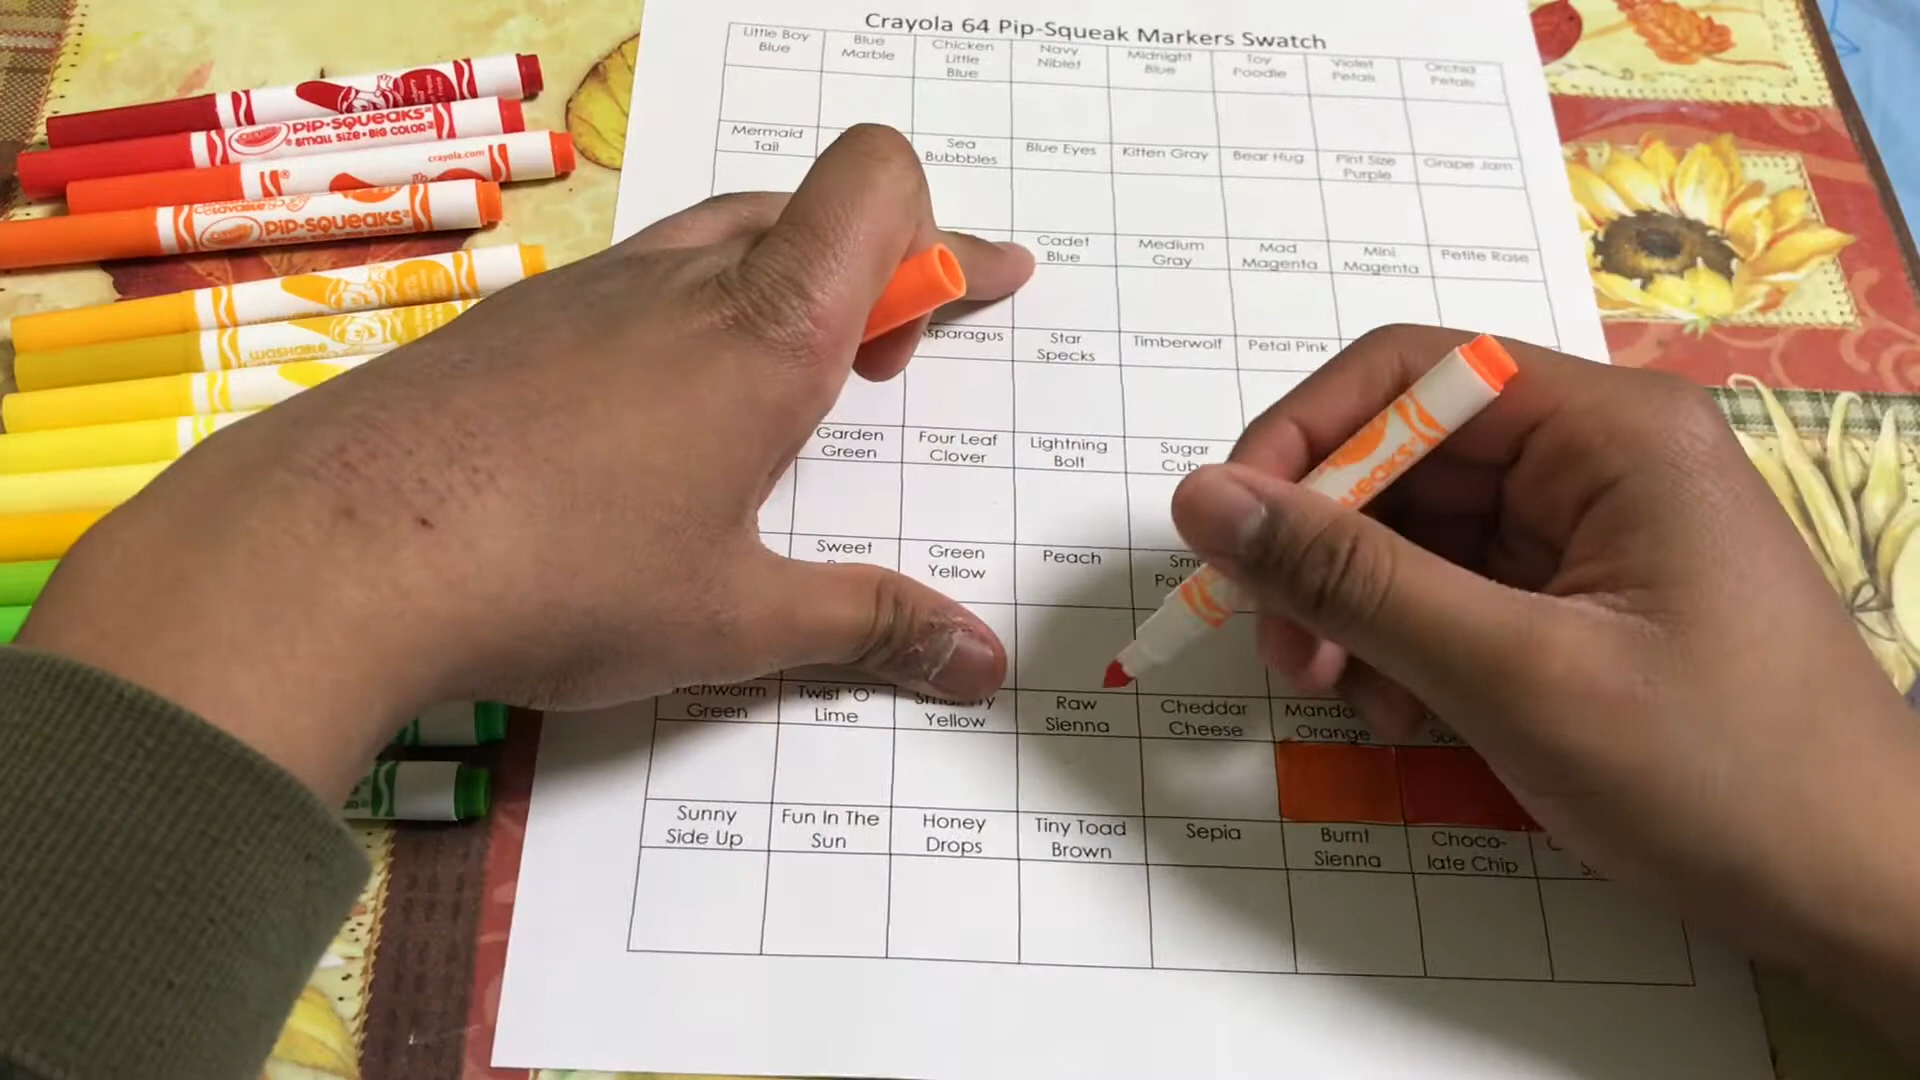 Crayola 64 Pip-Squeak Markers Swatch
Little Boy
Blue
Blue
Marble
Chicken
Little
Blue
Navy
Niblet
Midnight
Blue
Toy
Poodle
Violet
Petals
Orchid
Petals
Mermaid
Tail
Sea
Bubbbles
Blue Eyes
Kitten Gray
Bear Hug
Pint Size
Purple
Grape Jam
Cadet
Blue
Medium
Gray
Mad
Magenta
Mini
Magenta
Petite Rose
Star
Specks
Timberwolf
Petal Pink
Garden
Green
Four Leaf
Clover
Lightning
Bolt
Sugar
Sweet
Green
Yellow
Peach
Green
Twist 'O'
Lime
Yellow
Raw
Sienna
Cheddar
Cheese
Orange
Sunny
Side Up
Fun In The
Sun
Honey
Drops
Tiny Toad
Brown
Sepia
Burnt
Sienna
Choco-
late Chip
PiP-SQUEAKS
SMALL SIZE • BIG COLOR
crayola.com
PiP-SQUEAKS
WASHABLE